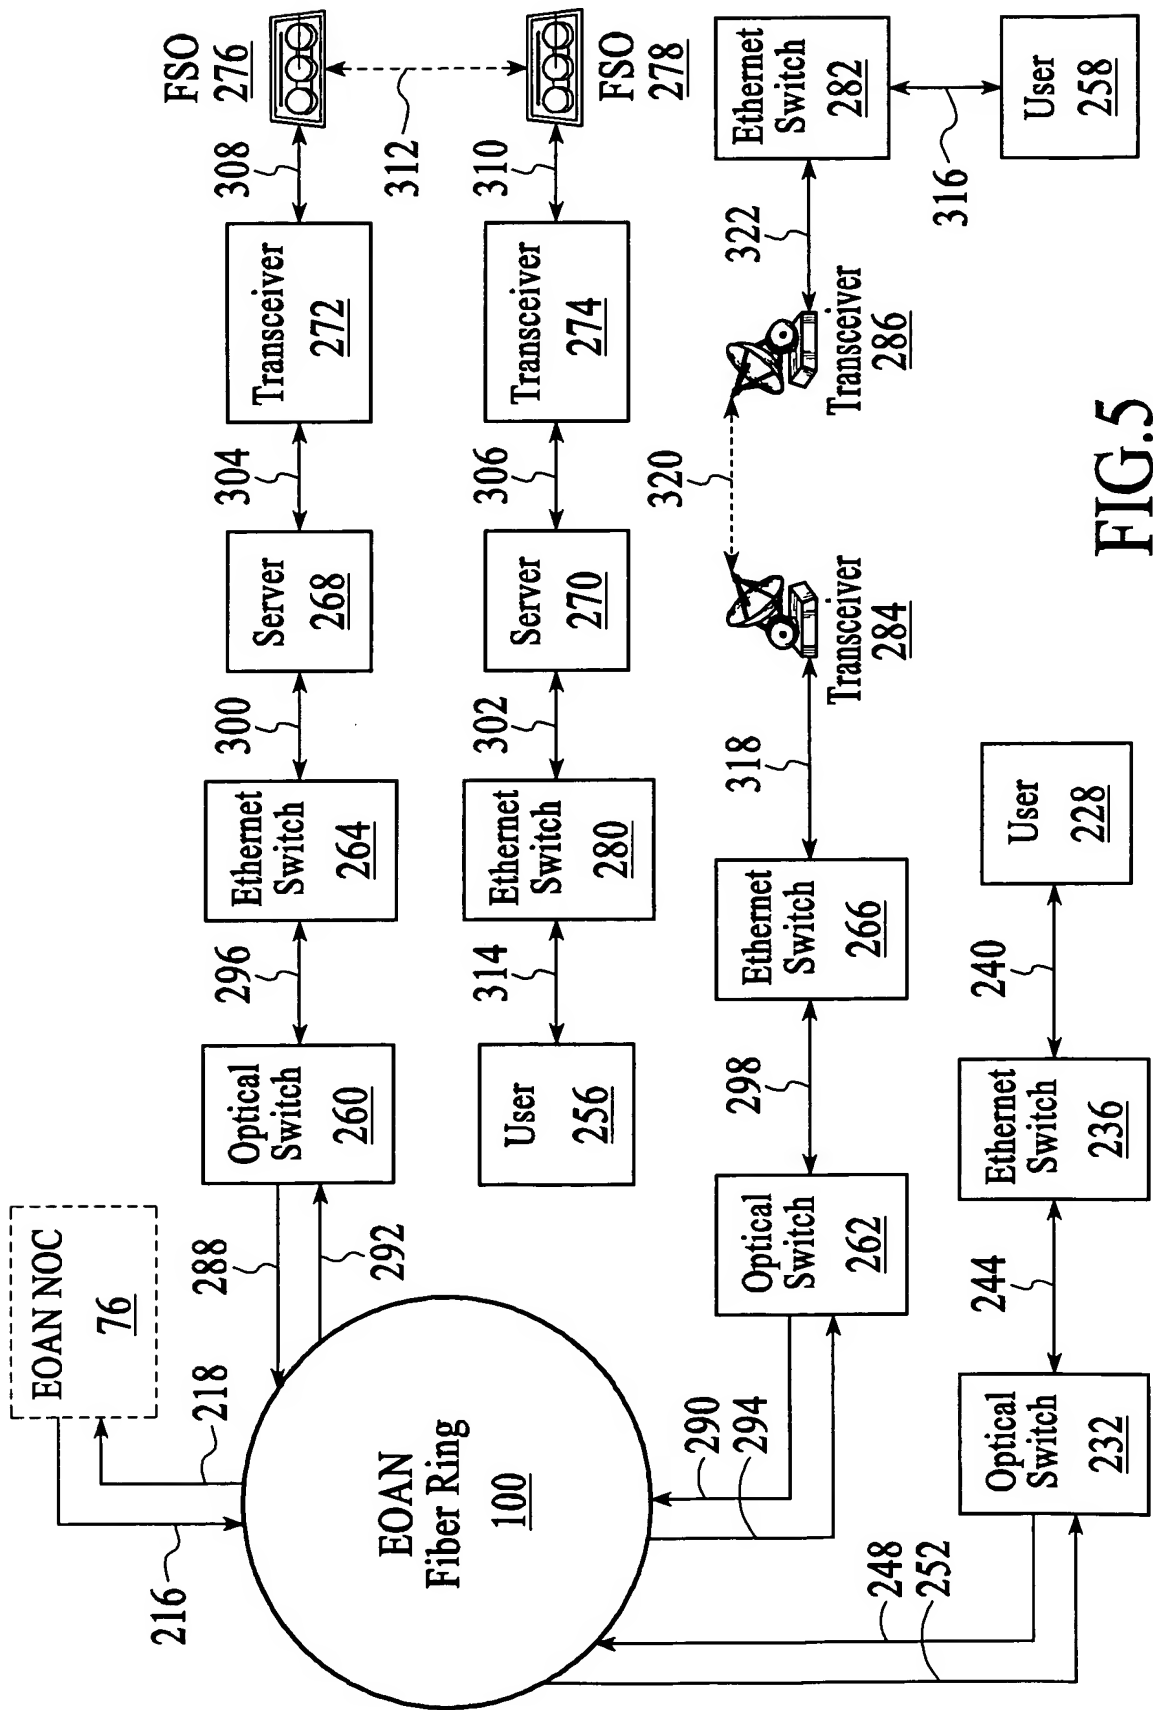 EOAN NOC
76
216
218
EOAN
Fiber Ring
100
288
292
Optical
Switch
260
296
Ethernet
Switch
264
300
Server
268
304
Transceiver
272
308
FSO
276
312
User
256
314
Ethernet
Switch
280
302
Server
270
306
Transceiver
274
310
FSO
278
290
294
Optical
Switch
262
298
Ethernet
Switch
266
318
Transceiver
284
320
Transceiver
286
322
Ethernet
Switch
282
316
User
258
248
252
Optical
Switch
232
244
Ethernet
Switch
236
240
User
228
FIG.5